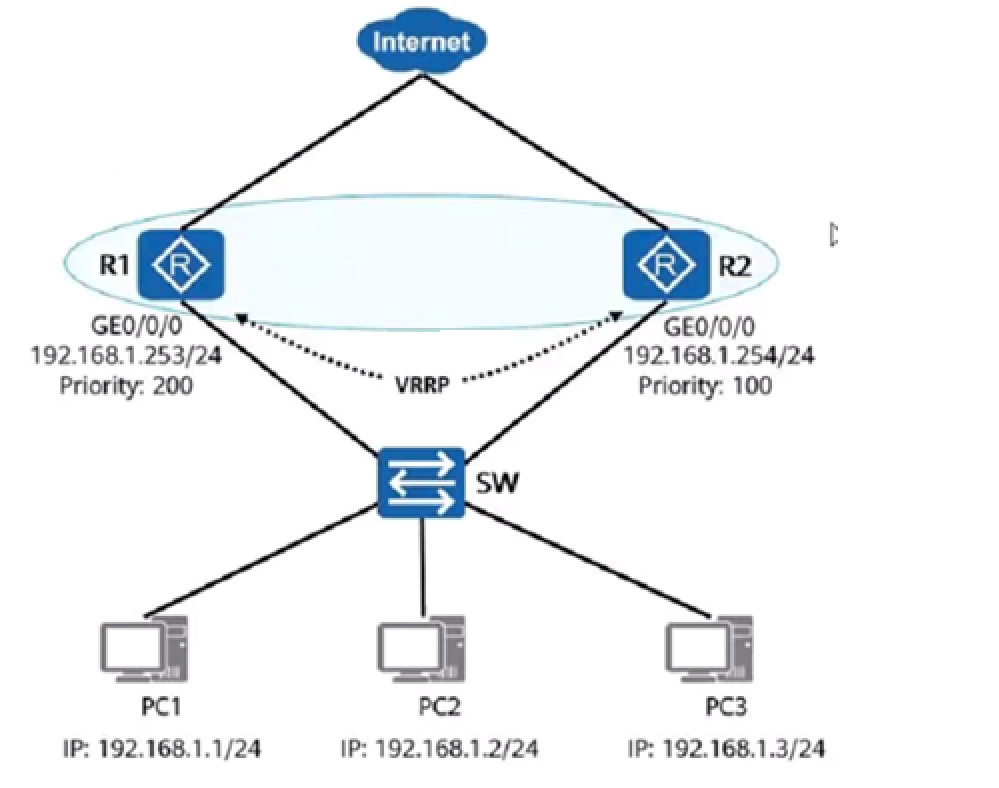 Internet
R1
R
R
R2
GE0/0/0
192.168.1.253/24
Priority: 200
GE0/0/0
192.168.1.254/24
Priority: 100
VRRP
SW
PC1
PC2
PC3
IP: 192.168.1.1/24
IP: 192.168.1.2/24
IP: 192.168.1.3/24